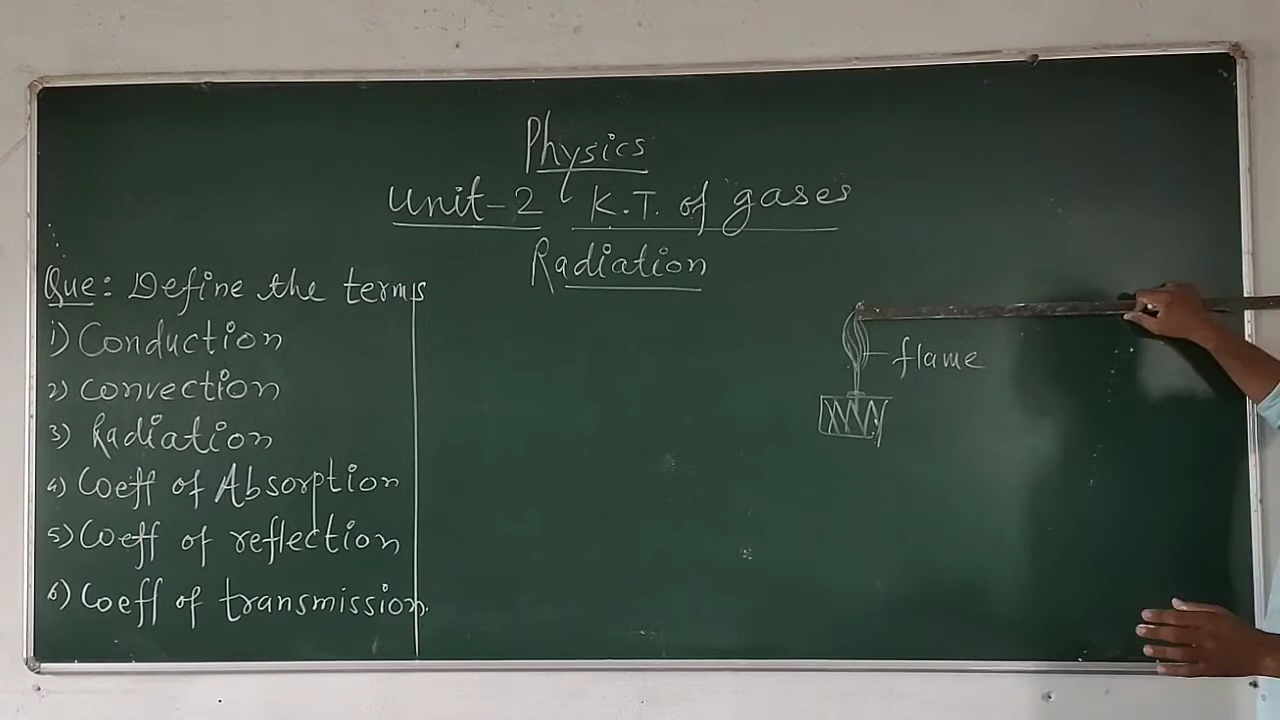 Physics
Unit-2 K.T. of gases
Radiation
Que: Define the terms
1) Conduction
2) Convection
3) Radiation
4) Coeff of Absorption
5) Coeff of reflection
6) Coeff of transmission.
flame